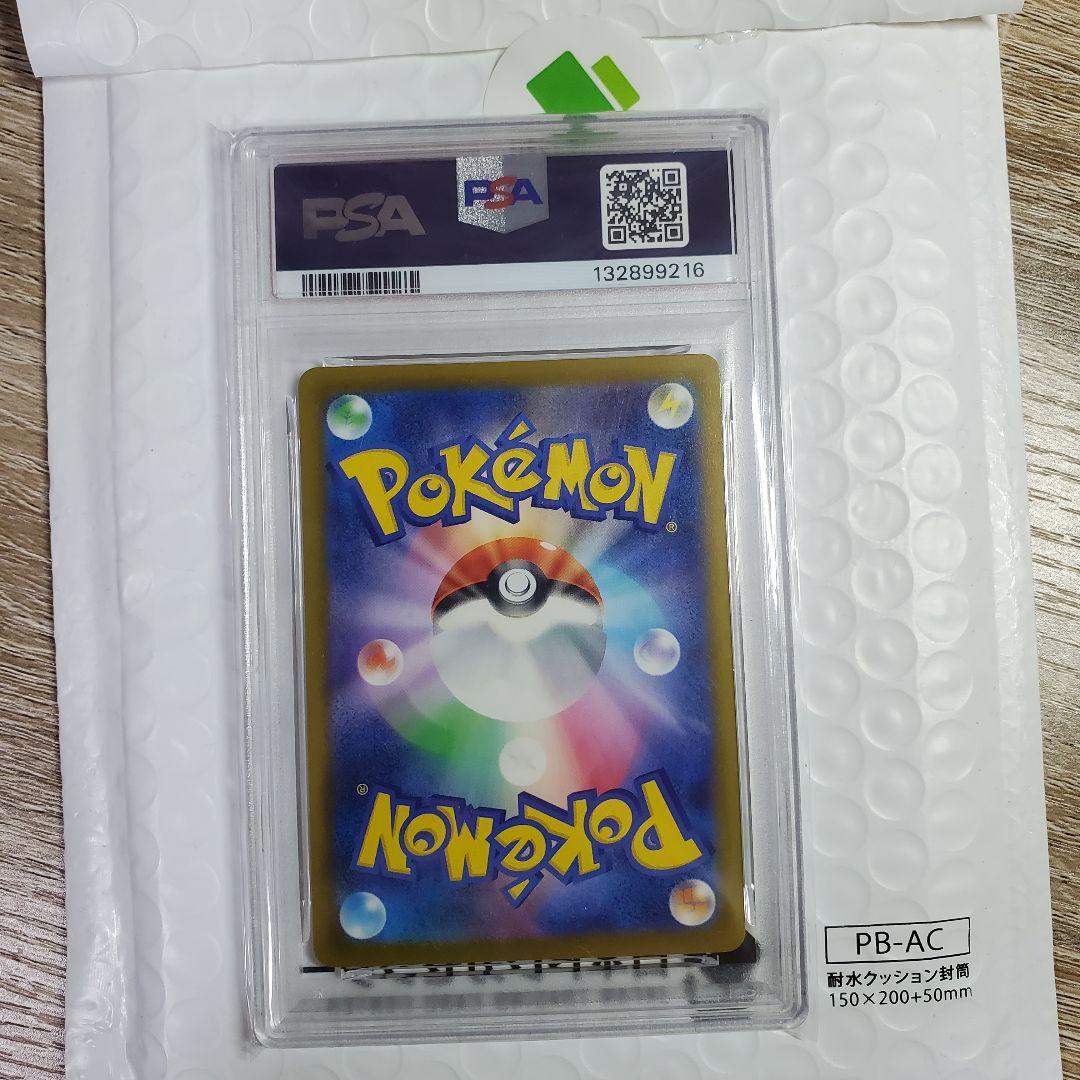 PSA PSA
132899216
POKéMON®
POKéMON®
PB-AC
耐水クッション封筒
150×200+50mm